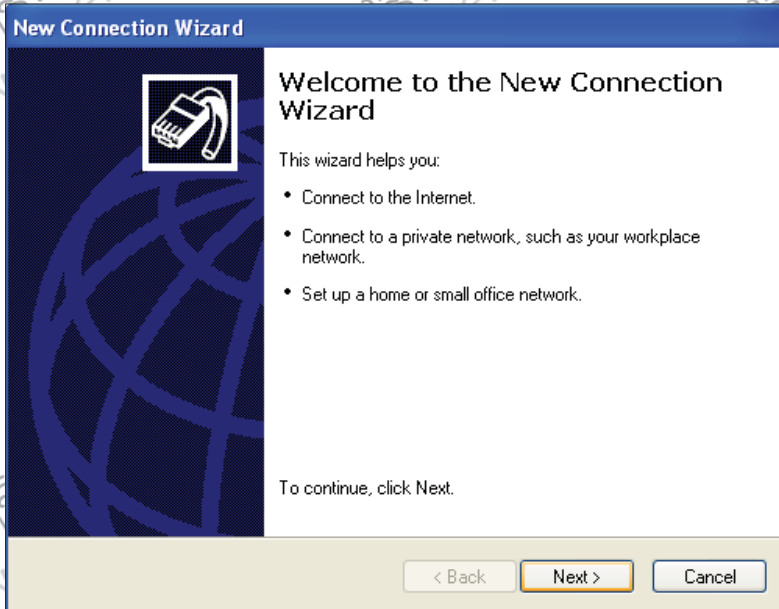 New Connection Wizard
Welcome to the New Connection
Wizard
This wizard helps you:
• Connect to the Internet.
• Connect to a private network, such as your workplace
network.
• Set up a home or small office network.
To continue, click Next.
< Back Next > Cancel